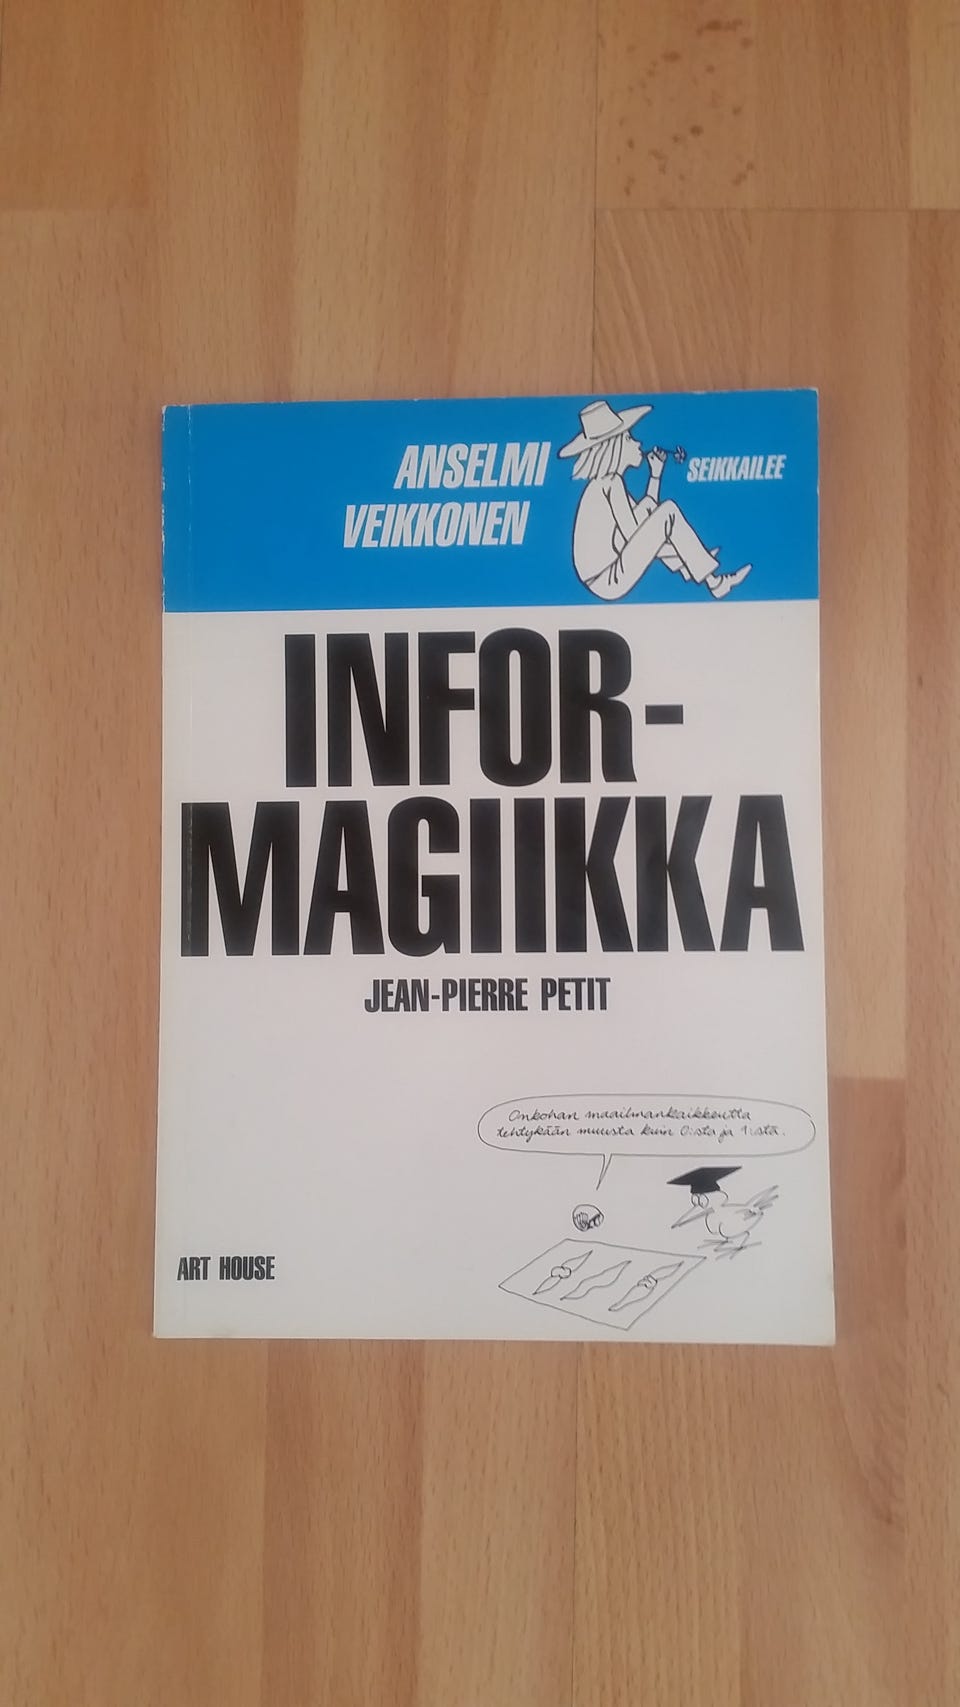 ANSELMI
SEIKKAILEE
VEIKKONEN
INFOR-
MAGIIKKA
JEAN-PIERRE PETIT
Onkohan maailmankaikkeutta
tehtykään muusta kuin 0:sta ja 1:stä.
ART HOUSE